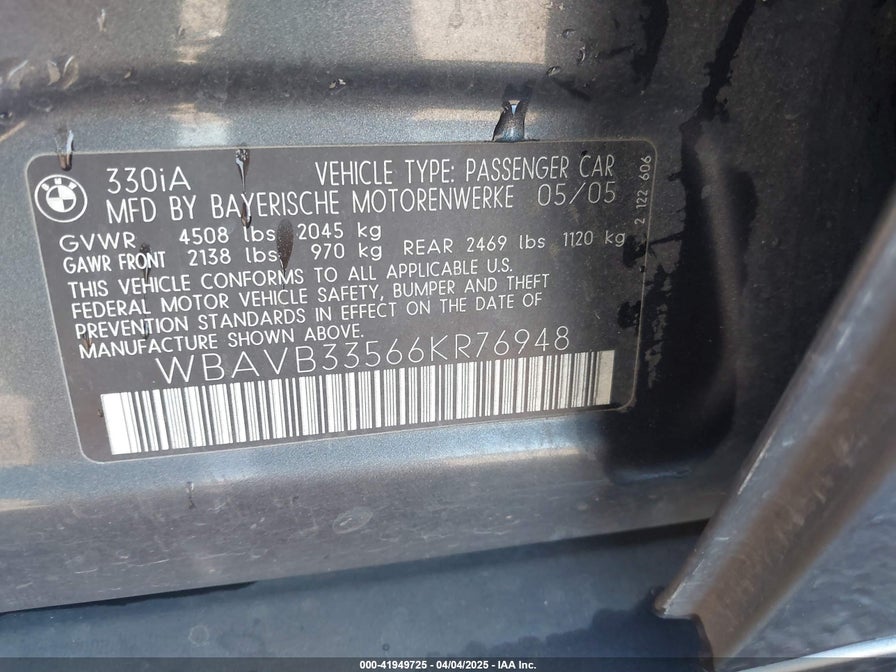 BMW
330iA VEHICLE TYPE: PASSENGER CAR
MFD BY BAYERISCHE MOTORENWERKE 05/05
GVWR 4508 lbs 2045 kg
GAWR FRONT 2138 lbs 970 kg REAR 2469 lbs 1120 kg
THIS VEHICLE CONFORMS TO ALL APPLICABLE U.S.
FEDERAL MOTOR VEHICLE SAFETY, BUMPER AND THEFT
PREVENTION STANDARDS IN EFFECT ON THE DATE OF
MANUFACTURE SHOWN ABOVE.
WBAVB33566KR76948
2 122 606
000-41949725 - 04/04/2025 - IAA Inc.